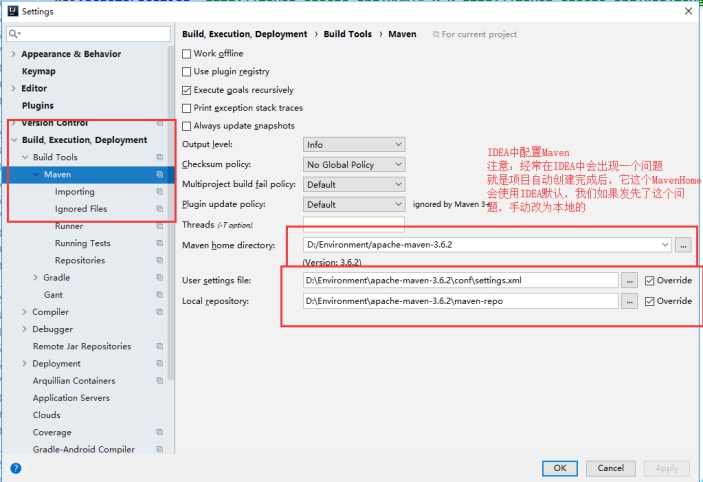 Settings
Appearance & Behavior
Keymap
Editor
Plugins
Version Control
Build, Execution, Deployment
Build Tools
Maven
Importing
Ignored Files
Runner
Running Tests
Repositories
Gradle
Gant
Compiler
Debugger
Remote Jar Repositories
Deployment
Arquillian Containers
Application Servers
Clouds
Coverage
Gradle-Android Compiler
Build, Execution, Deployment › Build Tools › Maven For current project
Work offline
Use plugin registry
Execute goals recursively
Print exception stack traces
Always update snapshots
Output level: Info
Checksum policy: No Global Policy
Multiproject build fail policy: Default
Plugin update policy: Default ignored by Maven 3+
Threads (-T option).
Maven home directory: D:/Environment/apache-maven-3.6.2 ...
(Version: 3.6.2)
User settings file: D:\Environment\apache-maven-3.6.2\conf\settings.xml ... Override
Local repository: D:\Environment\apache-maven-3.6.2\maven-repo ... Override
IDEA中配置Maven
注意：经常在IDEA中会出现一个问题
就是项目自动创建完成后，它这个MavenHome
会使用IDEA默认，我们如果发先了这个问
题，手动改为本地的
? OK Cancel Apply